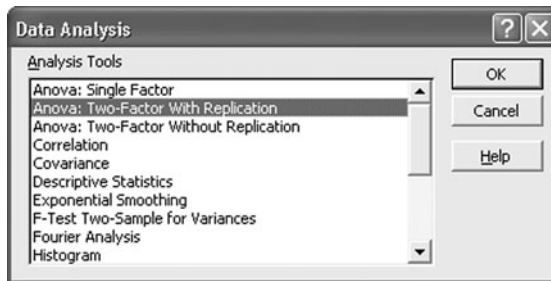 Data Analysis
Analysis Tools
Anova: Single Factor
Anova: Two-Factor With Replication
Anova: Two-Factor Without Replication
Correlation
Covariance
Descriptive Statistics
Exponential Smoothing
F-Test Two-Sample for Variances
Fourier Analysis
Histogram
OK
Cancel
Help